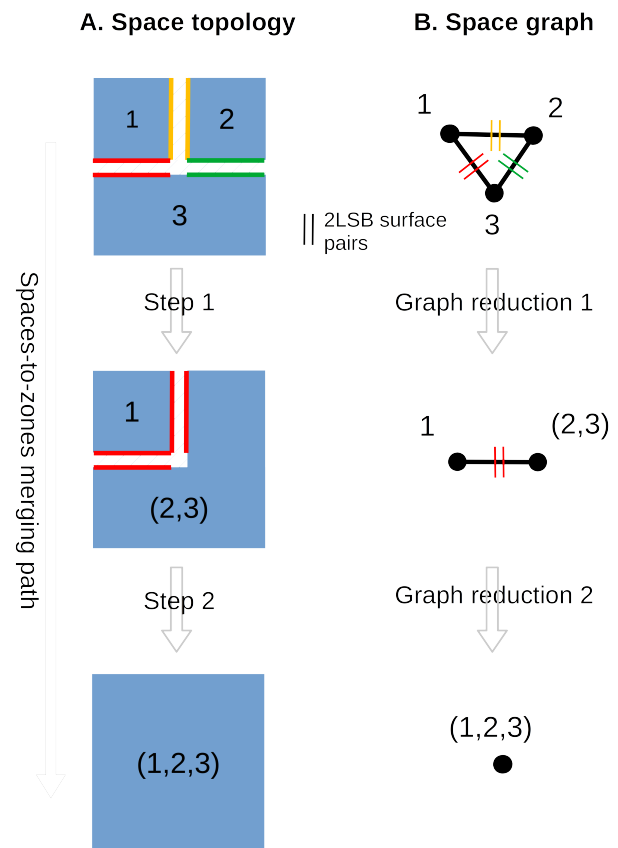 A. Space topology
B. Space graph
1
2
3
1
2
3
2LSB surface
pairs
Spaces-to-zones merging path
Step 1
Graph reduction 1
1
(2,3)
1
(2,3)
Step 2
Graph reduction 2
(1,2,3)
(1,2,3)